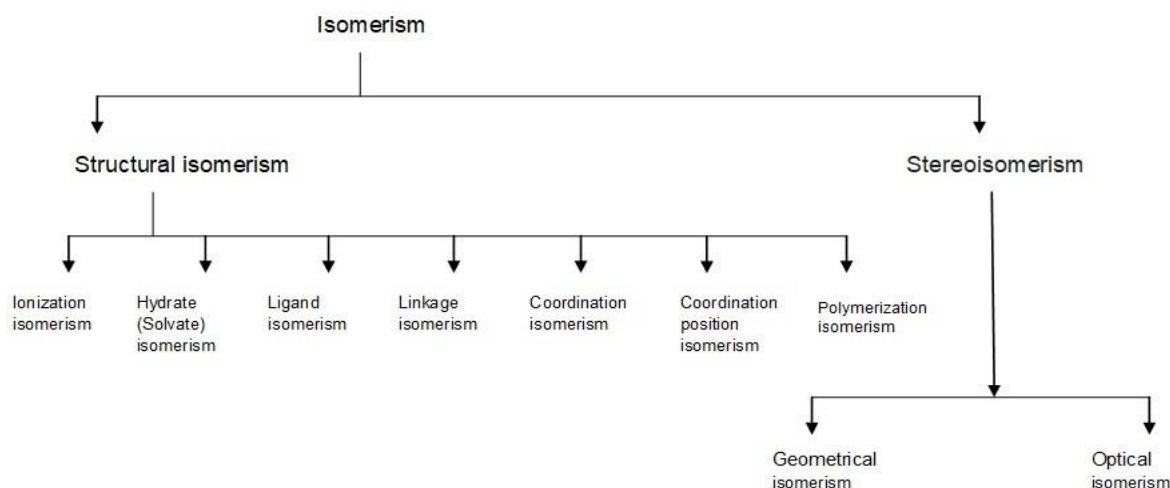 Isomerism
Structural isomerism
Stereoisomerism
Ionization
isomerism
Hydrate
(Solvate)
isomerism
Ligand
isomerism
Linkage
isomerism
Coordination
isomerism
Coordination
position
isomerism
Polymerization
isomerism
Geometrical
isomerism
Optical
isomerism